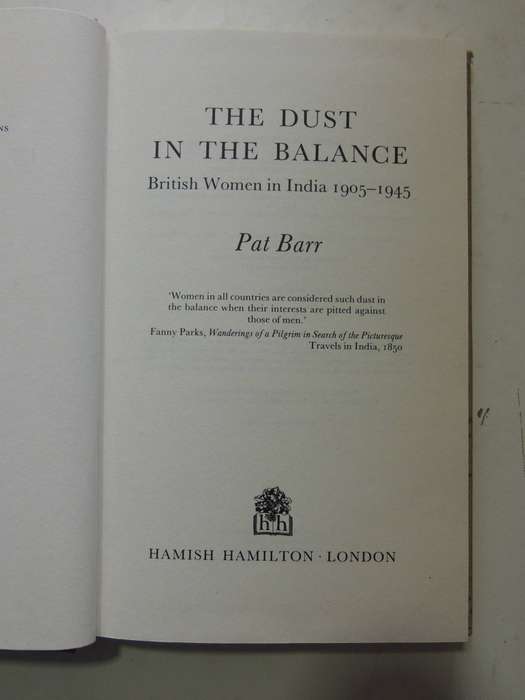 NS
THE DUST
IN THE BALANCE
British Women in India 1905–1945
Pat Barr
‘Women in all countries are considered such dust in
the balance when their interests are pitted against
those of men.’
Fanny Parks, Wanderings of a Pilgrim in Search of the Picturesque
Travels in India, 1850
hh
HAMISH HAMILTON · LONDON